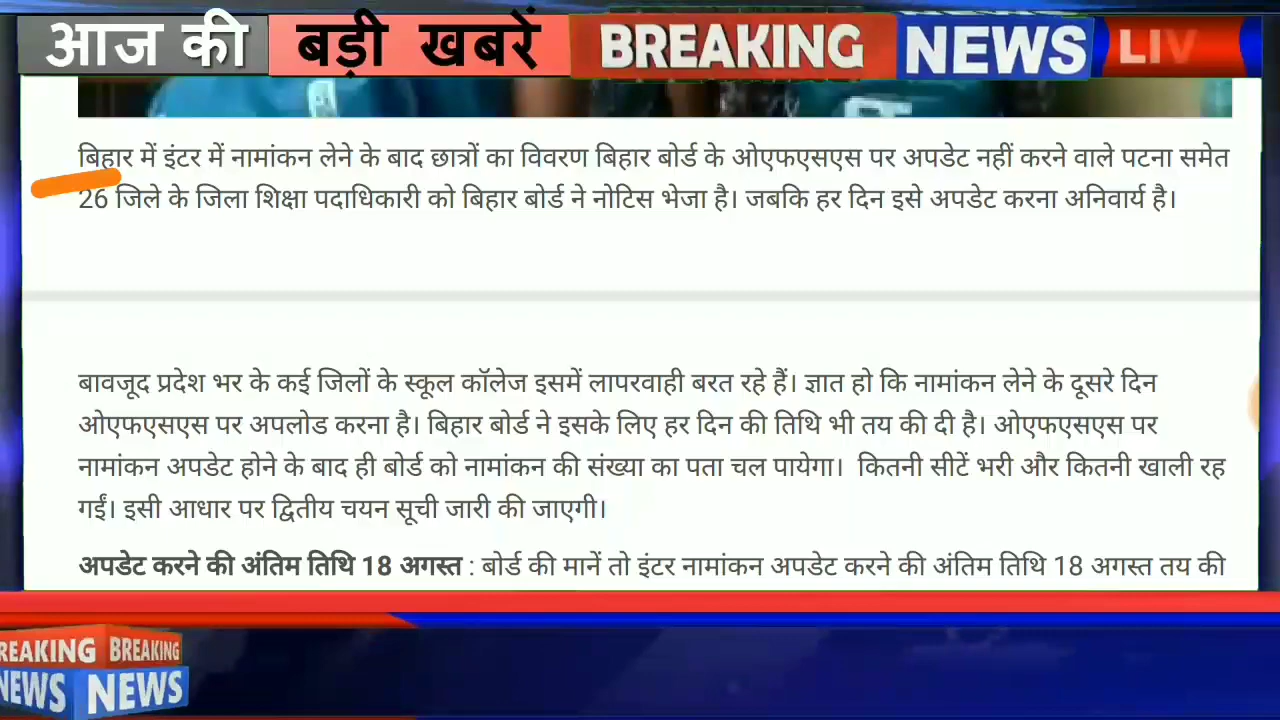 आज की बड़ी खबरें BREAKING NEWS LIV
बिहार में इंटर में नामांकन लेने के बाद छात्रों का विवरण बिहार बोर्ड के ओएफएसएस पर अपडेट नहीं करने वाले पटना समेत
26 जिले के जिला शिक्षा पदाधिकारी को बिहार बोर्ड ने नोटिस भेजा है। जबकि हर दिन इसे अपडेट करना अनिवार्य है।
बावजूद प्रदेश भर के कई जिलों के स्कूल कॉलेज इसमें लापरवाही बरत रहे हैं। ज्ञात हो कि नामांकन लेने के दूसरे दिन
ओएफएसएस पर अपलोड करना है। बिहार बोर्ड ने इसके लिए हर दिन की तिथि भी तय की दी है। ओएफएसएस पर
नामांकन अपडेट होने के बाद ही बोर्ड को नामांकन की संख्या का पता चल पायेगा। कितनी सीटें भरी और कितनी खाली रह
गईं। इसी आधार पर द्वितीय चयन सूची जारी की जाएगी।
अपडेट करने की अंतिम तिथि 18 अगस्त : बोर्ड की मानें तो इंटर नामांकन अपडेट करने की अंतिम तिथि 18 अगस्त तय की
REAKING BREAKING
NEWS NEWS